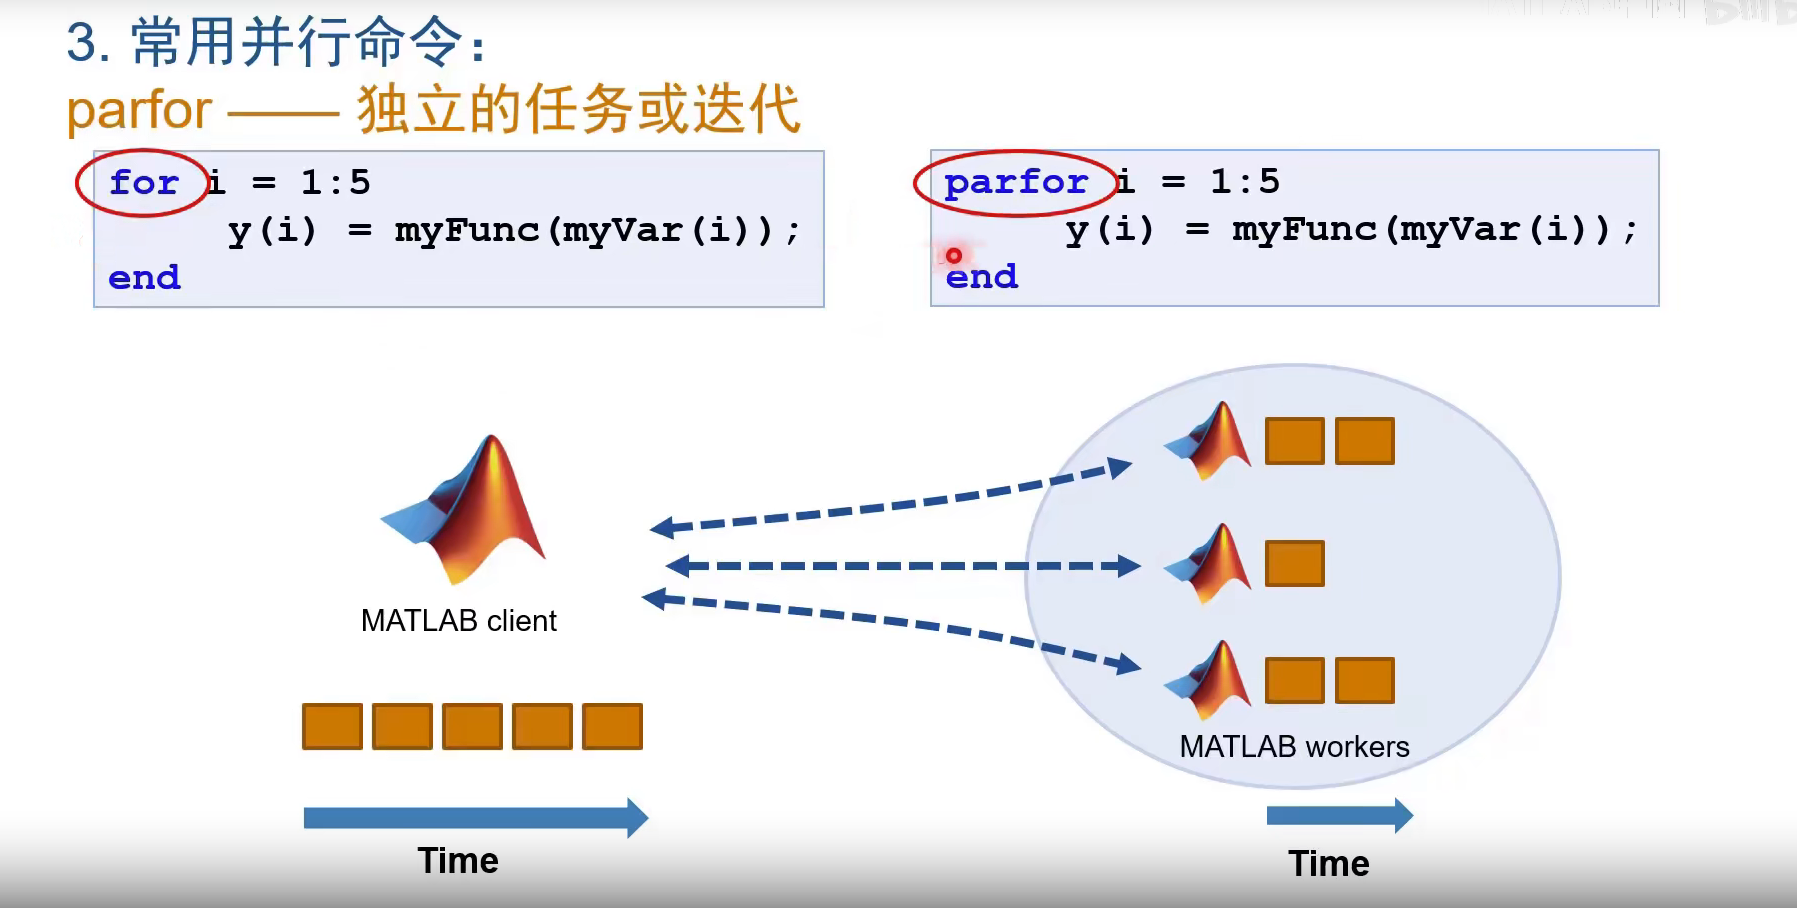 3. 常用并行命令：
parfor —— 独立的任务或迭代
for i = 1:5
y(i) = myFunc(myVar(i));
end
parfor i = 1:5
y(i) = myFunc(myVar(i));
end
MATLAB client
MATLAB workers
Time
Time